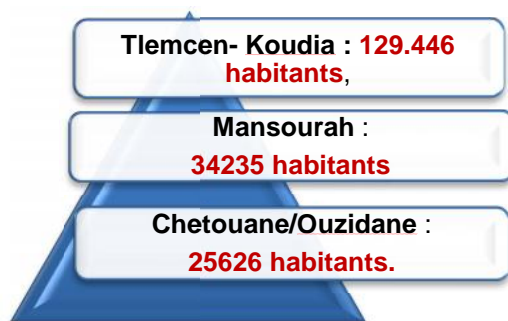 Tlemcen- Koudia : 129.446
habitants,
Mansourah :
34235 habitants
Chetouane/Ouzidane :
25626 habitants.